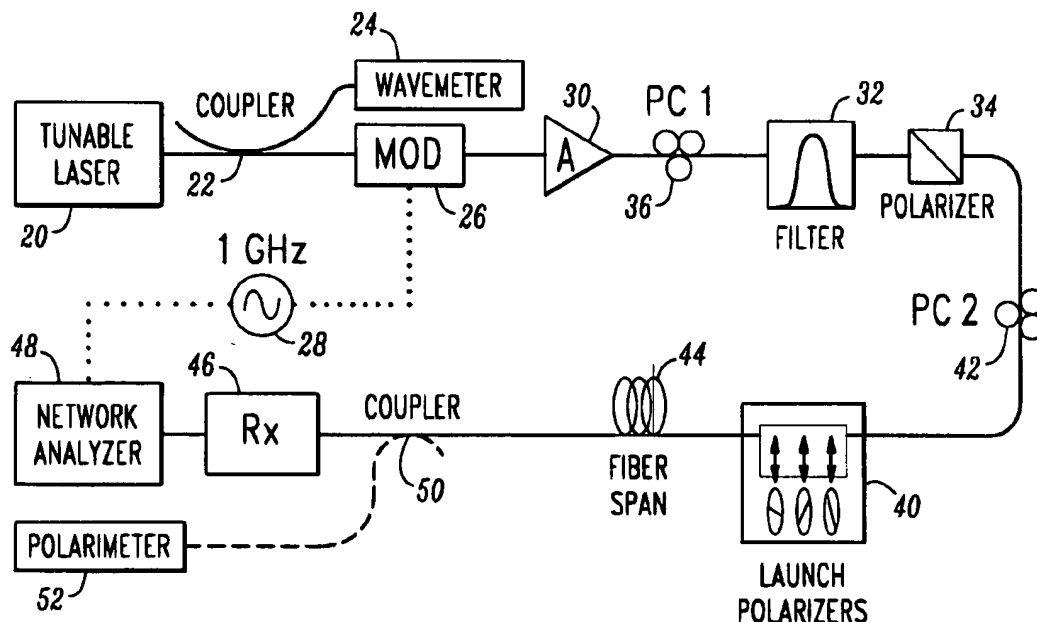 24
WAVEMETER
COUPLER
TUNABLE
LASER
20
22
MOD
26
30
A
PC 1
36
32
FILTER
34
POLARIZER
1 GHz
28
PC 2
42
48
NETWORK
ANALYZER
46
Rx
COUPLER
50
44
FIBER
SPAN
40
LAUNCH
POLARIZERS
POLARIMETER
52